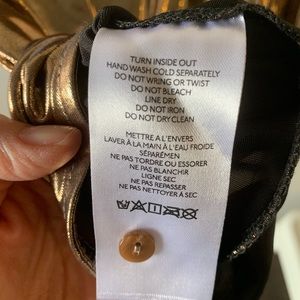 TURN INSIDE OUT
HAND WASH COLD SEPARATELY
DO NOT WRING OR TWIST
DO NOT BLEACH
LINE DRY
DO NOT IRON
DO NOT DRY CLEAN
METTRE A L'ENVERS
LAVER À LA MAIN À L'EAU FROIDE
SÉPARÉMEN
NE PAS TORDRE OU ESSORER
NE PAS BLANCHIR
LIGNE SEC
NE PAS REPASSER
NE PAS NETTOYER À SEC